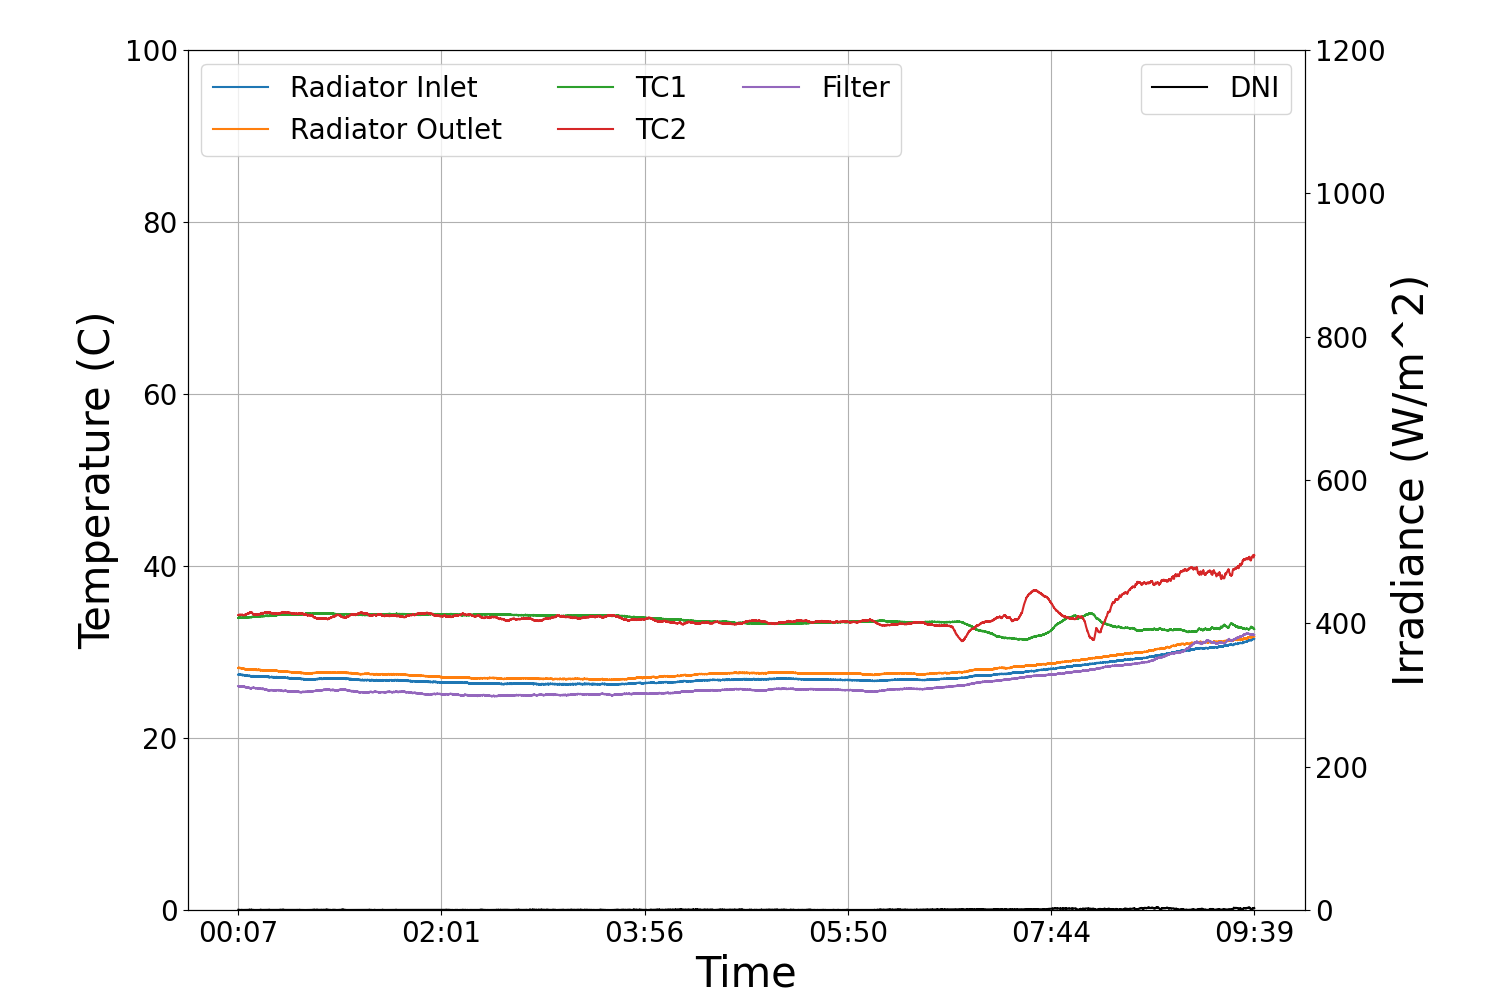 Radiator Inlet
Radiator Outlet
TC1
TC2
Filter
DNI
100
80
60
40
20
0
Temperature (C)
1200
1000
800
600
400
200
0
Irradiance (W/m^2)
00:07 02:01 03:56 05:50 07:44 09:39
Time